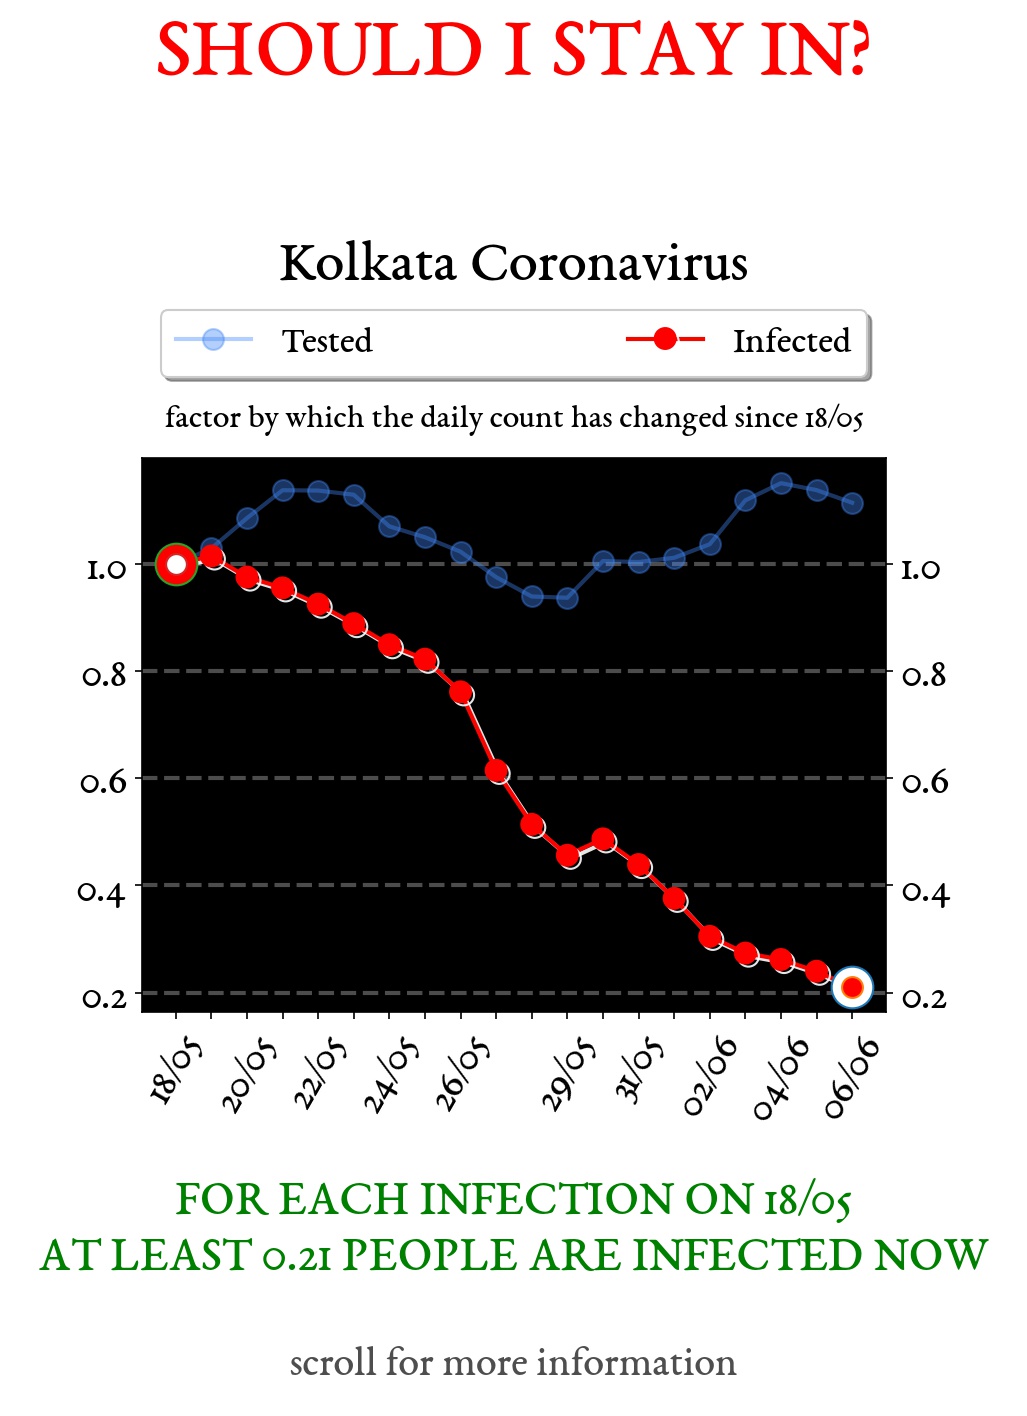 SHOULD I STAY IN?
Kolkata Coronavirus
Tested Infected
factor by which the daily count has changed since 18/05
1.0 1.0
0.8 0.8
0.6 0.6
0.4 0.4
0.2 0.2
18/05 20/05 22/05 24/05 26/05 29/05 31/05 02/06 04/06 06/06
FOR EACH INFECTION ON 18/05
AT LEAST 0.21 PEOPLE ARE INFECTED NOW
scroll for more information